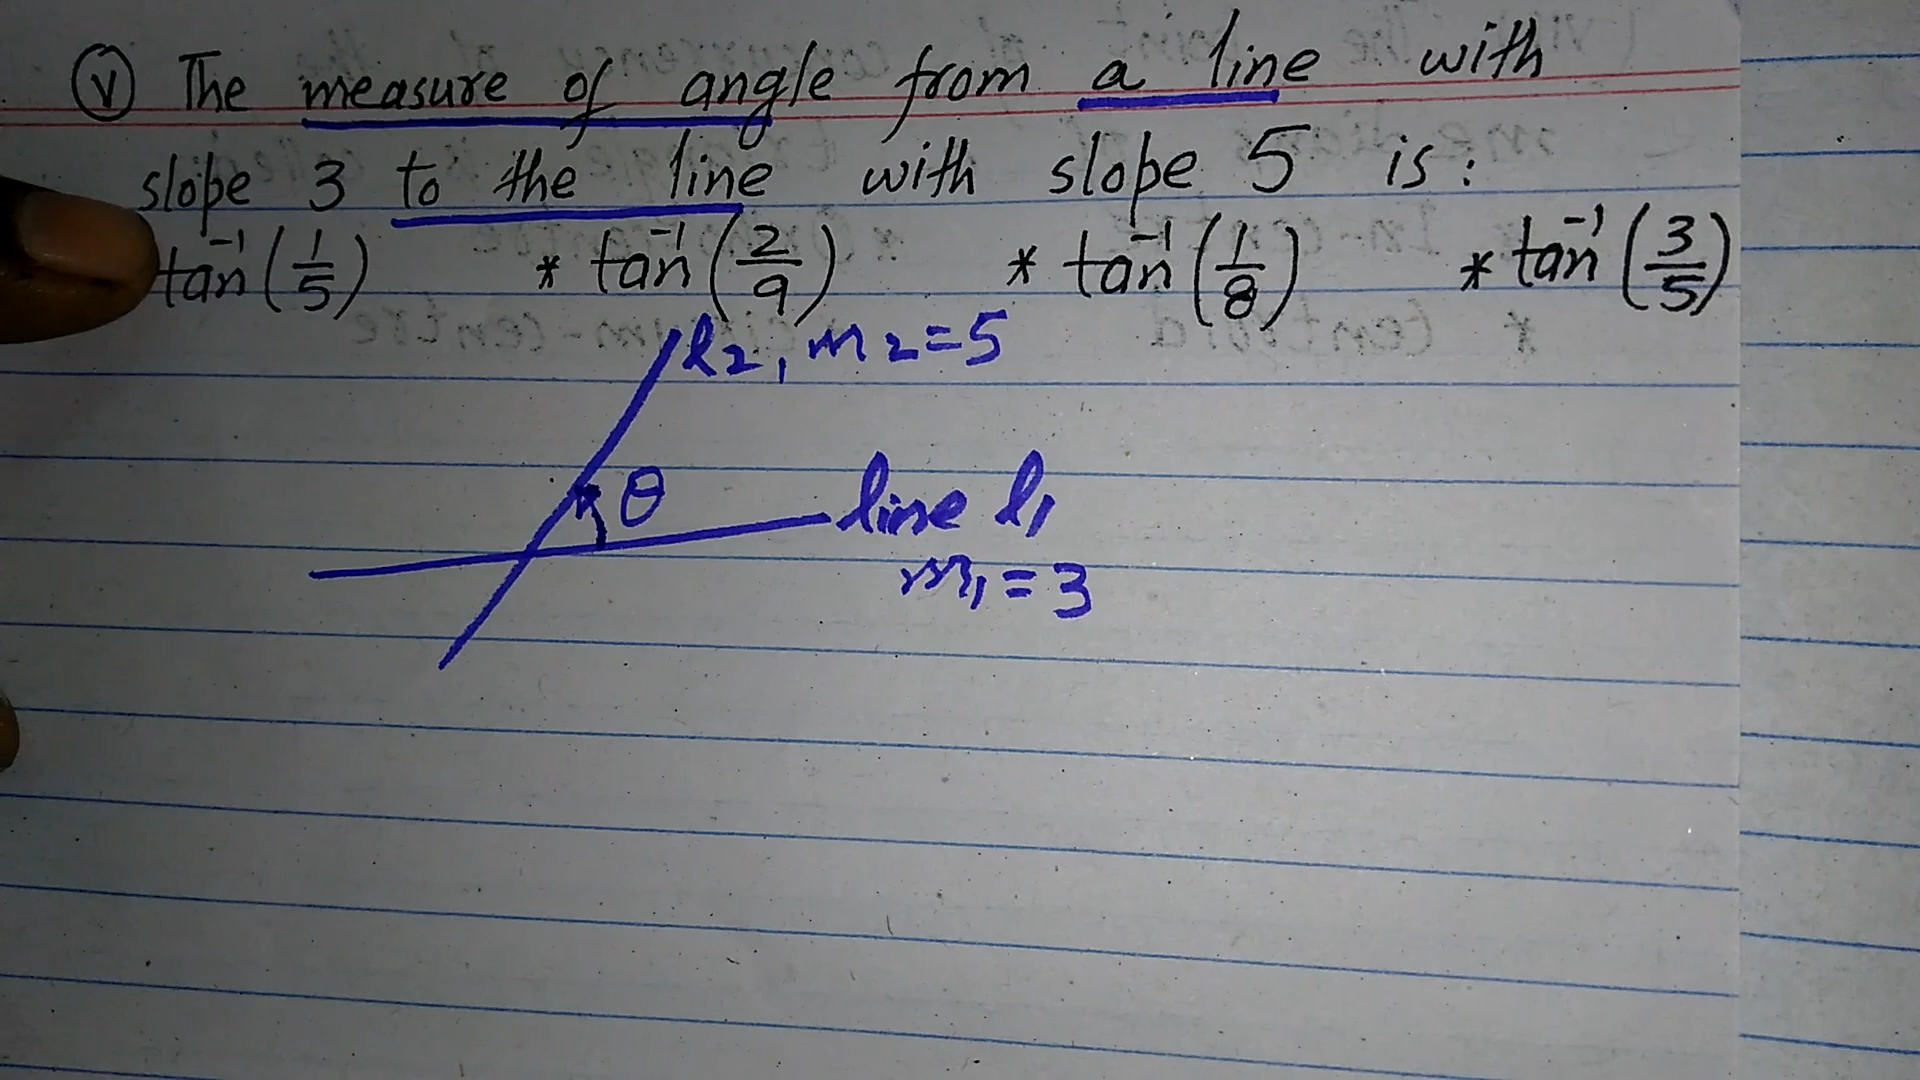 (v) The measure of angle from a line with
slope 3 to the line with slope 5 is:
tan⁻¹(1/5) * tan⁻¹(2/9) * tan⁻¹(1/8) * tan⁻¹(3/5)
l₂, m₂=5
θ
line l₁
m₁=3